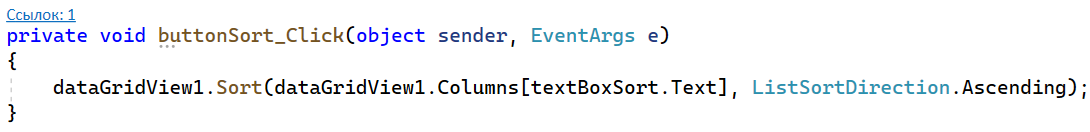 Ссылок: 1
private void buttonSort_Click(object sender, EventArgs e)
{
dataGridView1.Sort(dataGridView1.Columns[textBoxSort.Text], ListSortDirection.Ascending);
}